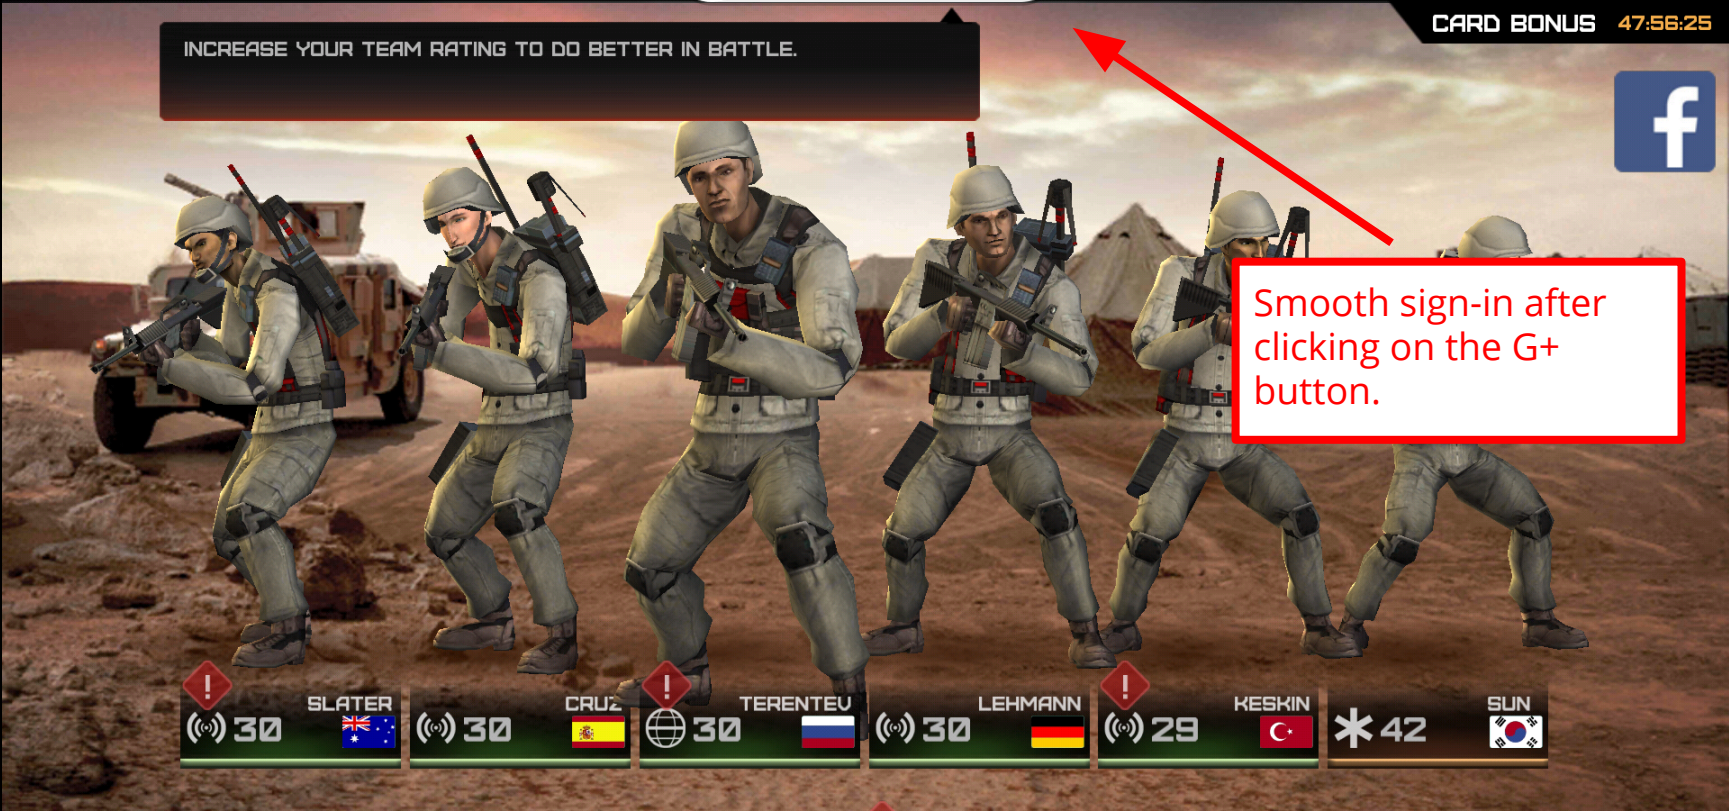 CARD BONUS 47:56:25
INCREASE YOUR TEAM RATING TO DO BETTER IN BATTLE.
f
Smooth sign-in after
clicking on the G+
button.
! SLATER
30
CRUZ
30
! TERENTEV
30
LEHMANN
30
! KESKIN
29
SUN
42